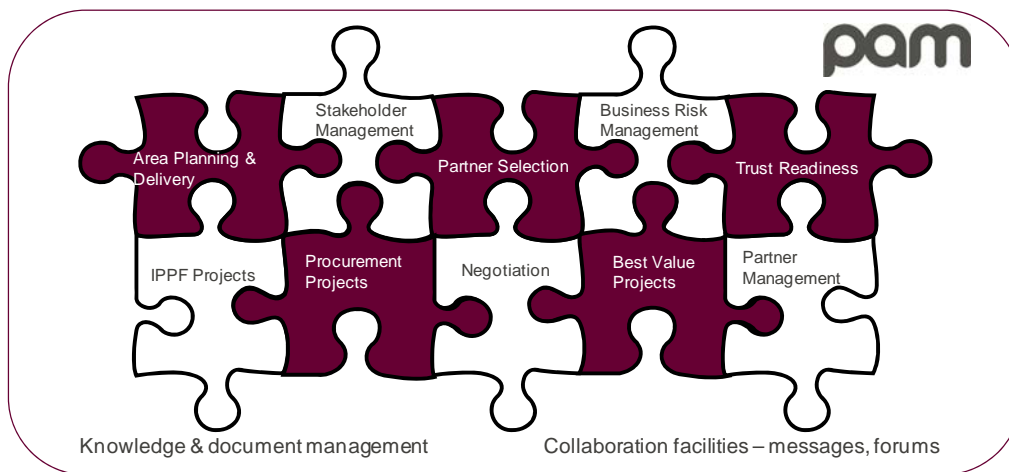 pam
Stakeholder
Management
Business Risk
Management
Area Planning &
Delivery
Partner Selection
Trust Readiness
IPPF Projects
Procurement
Projects
Negotiation
Best Value
Projects
Partner
Management
Knowledge & document management
Collaboration facilities – messages, forums